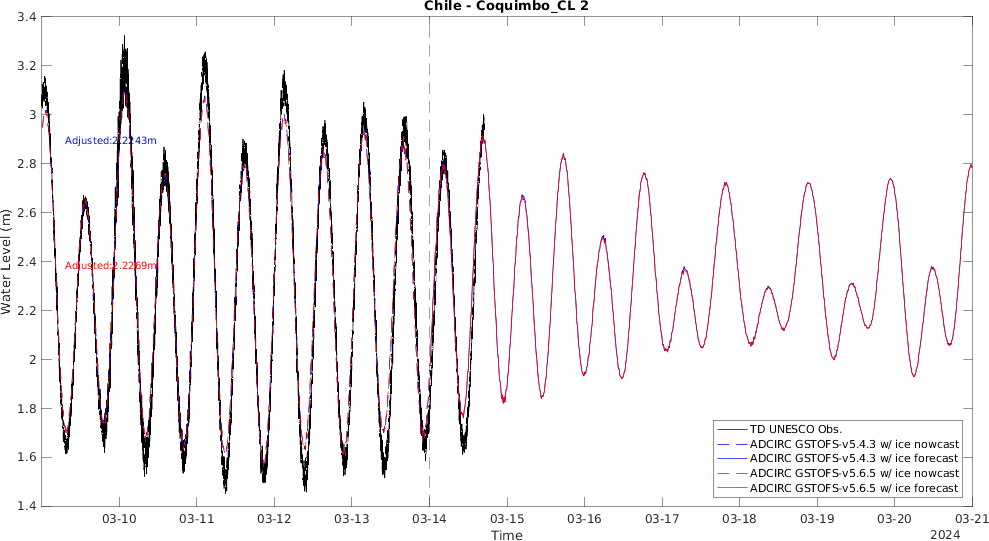 Chile - Coquimbo_CL 2
3.4
3.2
3
2.8
2.6
2.4
2.2
2
1.8
1.6
1.4
Water Level (m)
Adjusted:2.2243m
Adjusted:2.2269m
TD UNESCO Obs.
ADCIRC GSTOFS-v5.4.3 w/ ice nowcast
ADCIRC GSTOFS-v5.4.3 w/ ice forecast
ADCIRC GSTOFS-v5.6.5 w/ ice nowcast
ADCIRC GSTOFS-v5.6.5 w/ ice forecast
03-10 03-11 03-12 03-13 03-14 03-15 03-16 03-17 03-18 03-19 03-20 03-21
Time
2024